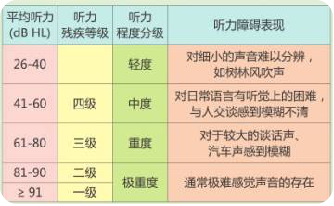 平均听力 听力 听力 听力障碍表现
(dB HL) 残疾等级 程度分级
26-40 轻度 对细小的声音难以分辨，
如树林风吹声
41-60 四级 中度 对日常语言有听觉上的困难，
与人交谈感到模糊不清
61-80 三级 重度 对于较大的谈话声、
汽车声感到模糊
81-90 二级 极重度 通常极难感觉声音的存在
≥ 91 一级